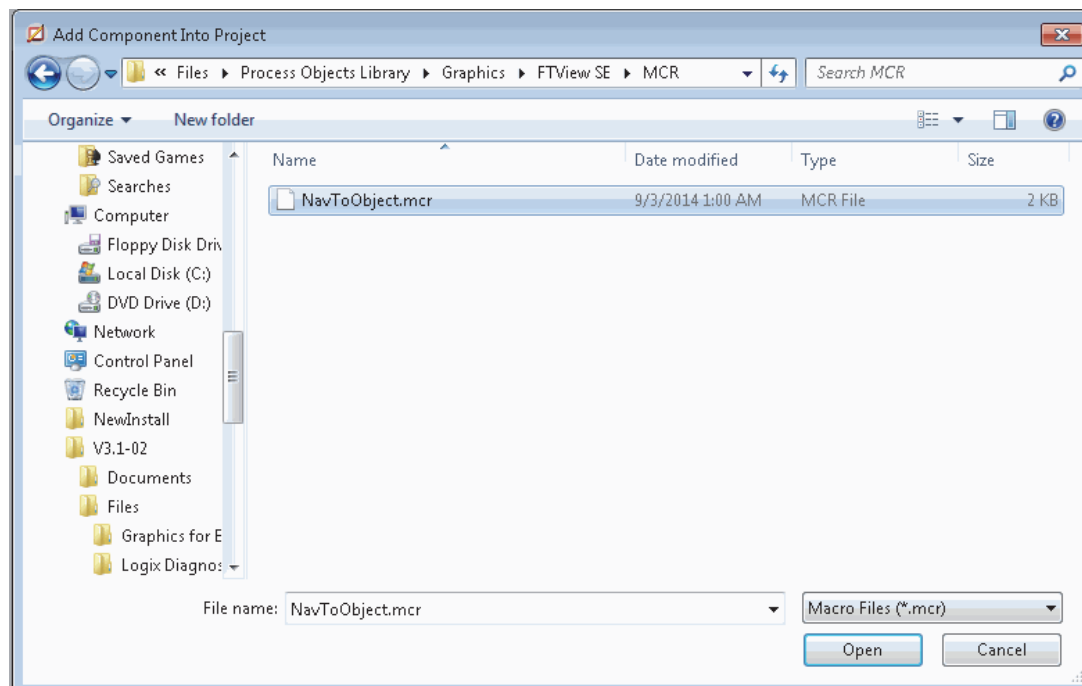 Add Component Into Project
« Files ▸ Process Objects Library ▸ Graphics ▸ FTView SE ▸ MCR
Search MCR
Organize
New folder
Name Date modified Type Size
NavToObject.mcr 9/3/2014 1:00 AM MCR File 2 KB
Saved Games
Searches
Computer
Floppy Disk Driv
Local Disk (C:)
DVD Drive (D:)
Network
Control Panel
Recycle Bin
NewInstall
V3.1-02
Documents
Files
Graphics for E
Logix Diagnos
File name: NavToObject.mcr
Macro Files (*.mcr)
Open
Cancel